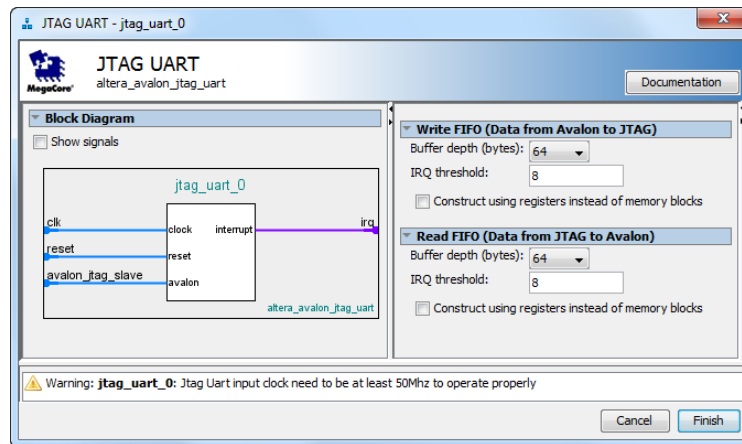 JTAG UART - jtag_uart_0
MegaCore®
JTAG UART
altera_avalon_jtag_uart
Documentation
Block Diagram
Show signals
jtag_uart_0
clk
clock
interrupt
irq
reset
reset
avalon_jtag_slave
avalon
altera_avalon_jtag_uart
Write FIFO (Data from Avalon to JTAG)
Buffer depth (bytes): 64
IRQ threshold: 8
Construct using registers instead of memory blocks
Read FIFO (Data from JTAG to Avalon)
Buffer depth (bytes): 64
IRQ threshold: 8
Construct using registers instead of memory blocks
Warning: jtag_uart_0: Jtag Uart input clock need to be at least 50Mhz to operate properly
Cancel
Finish